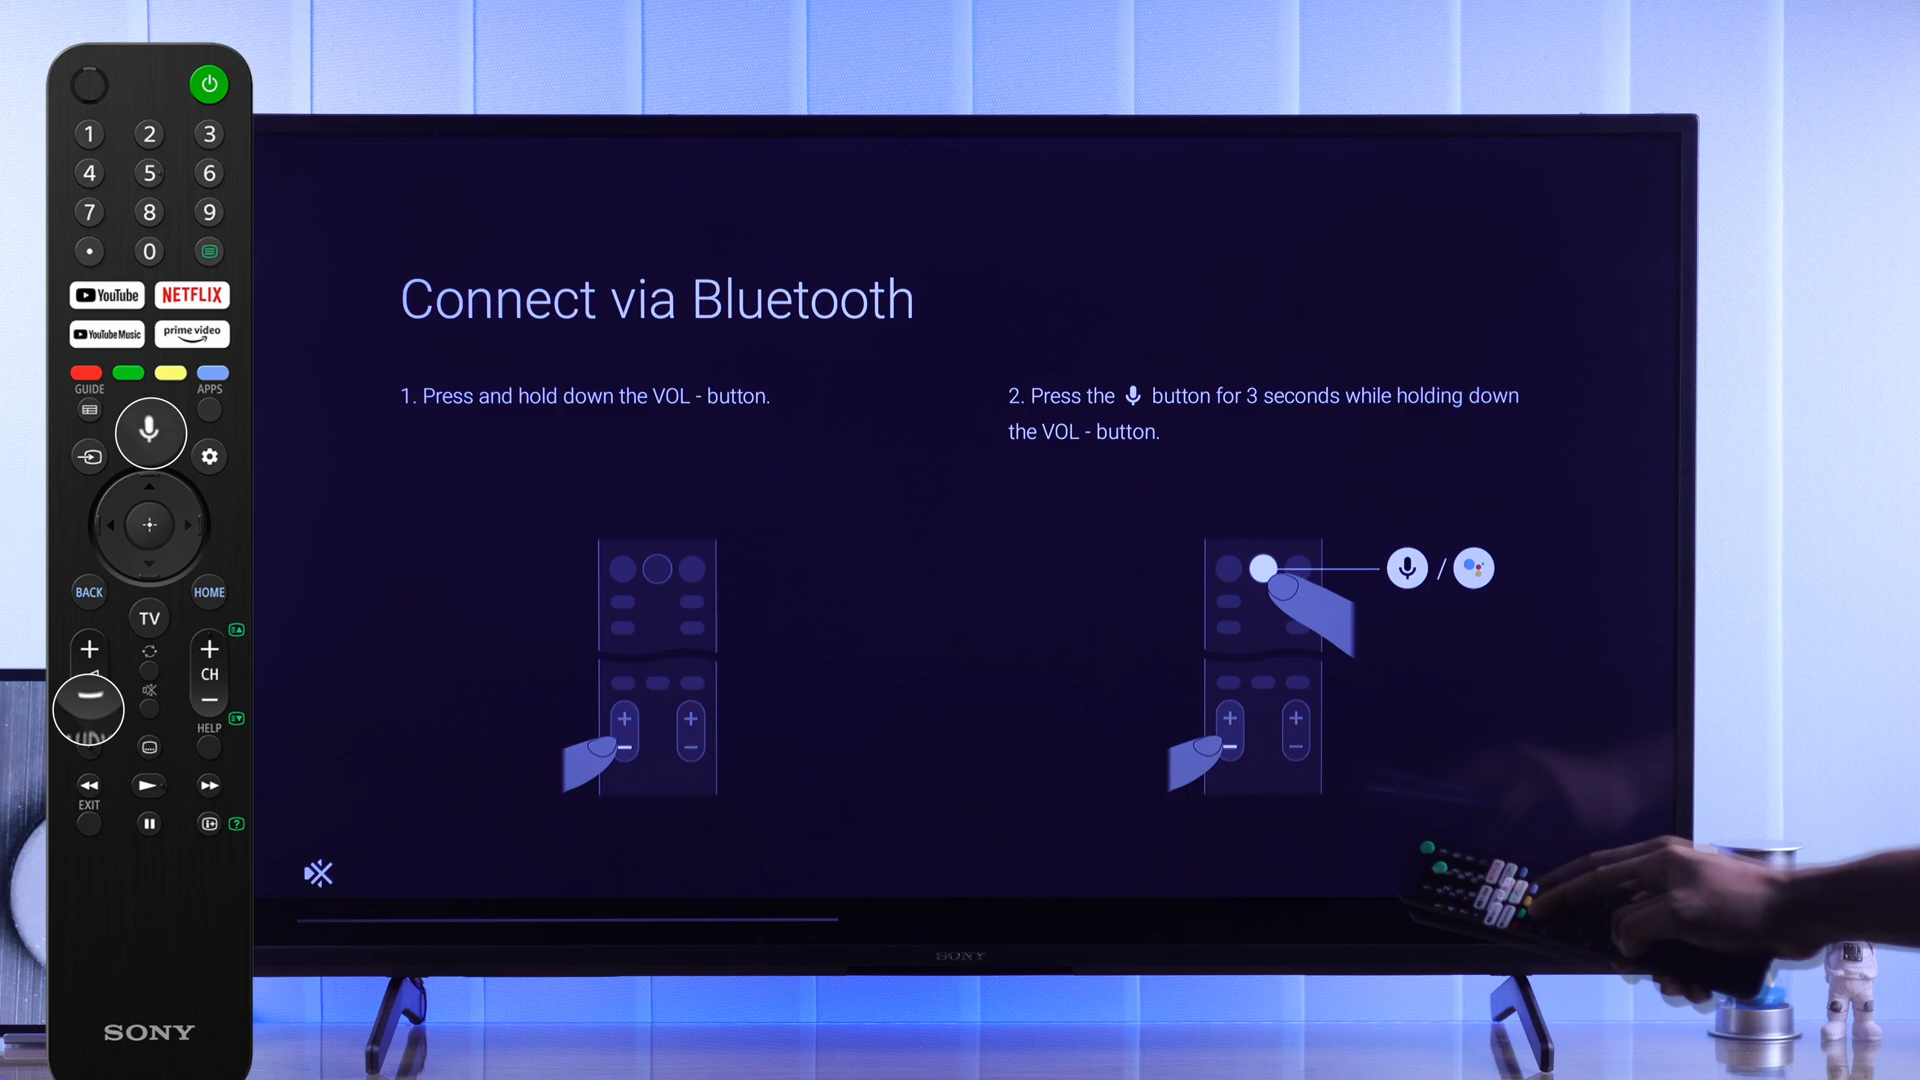 1 2 3
4 5 6
7 8 9
0
YouTube NETFLIX
YouTube Music prime video
GUIDE APPS
BACK HOME
TV
+ +
CH
- -
HELP
EXIT
?
SONY
Connect via Bluetooth
1. Press and hold down the VOL - button.
2. Press the button for 3 seconds while holding down
the VOL - button.
+ +
- -
/
+ +
- -
SONY